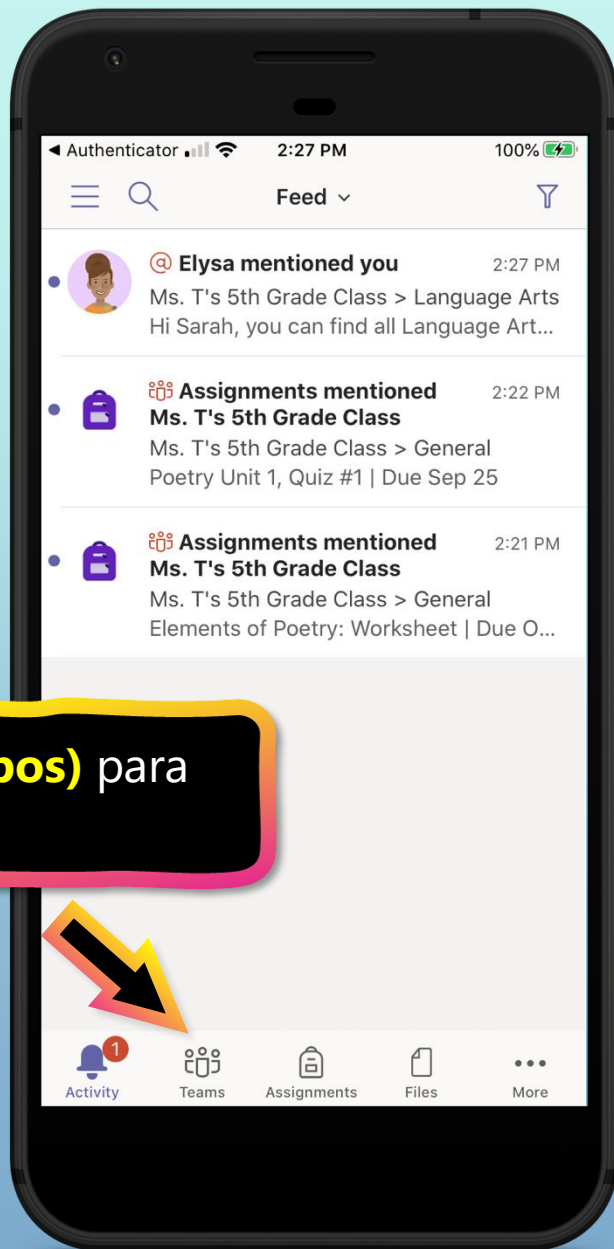 ◀ Authenticator 2:27 PM 100%
Feed
@ Elysa mentioned you 2:27 PM
Ms. T's 5th Grade Class > Language Arts
Hi Sarah, you can find all Language Art...
Assignments mentioned 2:22 PM
Ms. T's 5th Grade Class
Ms. T's 5th Grade Class > General
Poetry Unit 1, Quiz #1 | Due Sep 25
Assignments mentioned 2:21 PM
Ms. T's 5th Grade Class
Ms. T's 5th Grade Class > General
Elements of Poetry: Worksheet | Due O...
pos) para
1
Activity Teams Assignments Files More